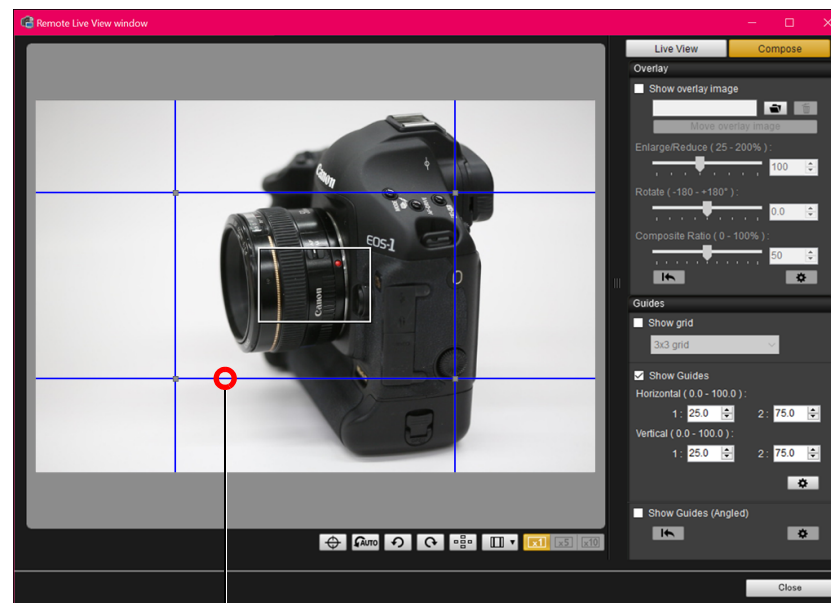 Remote Live View window
Live View
Compose
Overlay
Show overlay image
Move overlay image
Enlarge/Reduce ( 25 - 200% ) :
100
Rotate ( -180 - +180° ) :
0.0
Composite Ratio ( 0 - 100% ) :
50
Guides
Show grid
3x3 grid
Show Guides
Horizontal ( 0.0 - 100.0 ) :
1 : 25.0 2 : 75.0
Vertical ( 0.0 - 100.0 ) :
1 : 25.0 2 : 75.0
Show Guides (Angled)
Canon
EOS-1
Canon
AUTO
x1 x5 x10
Close